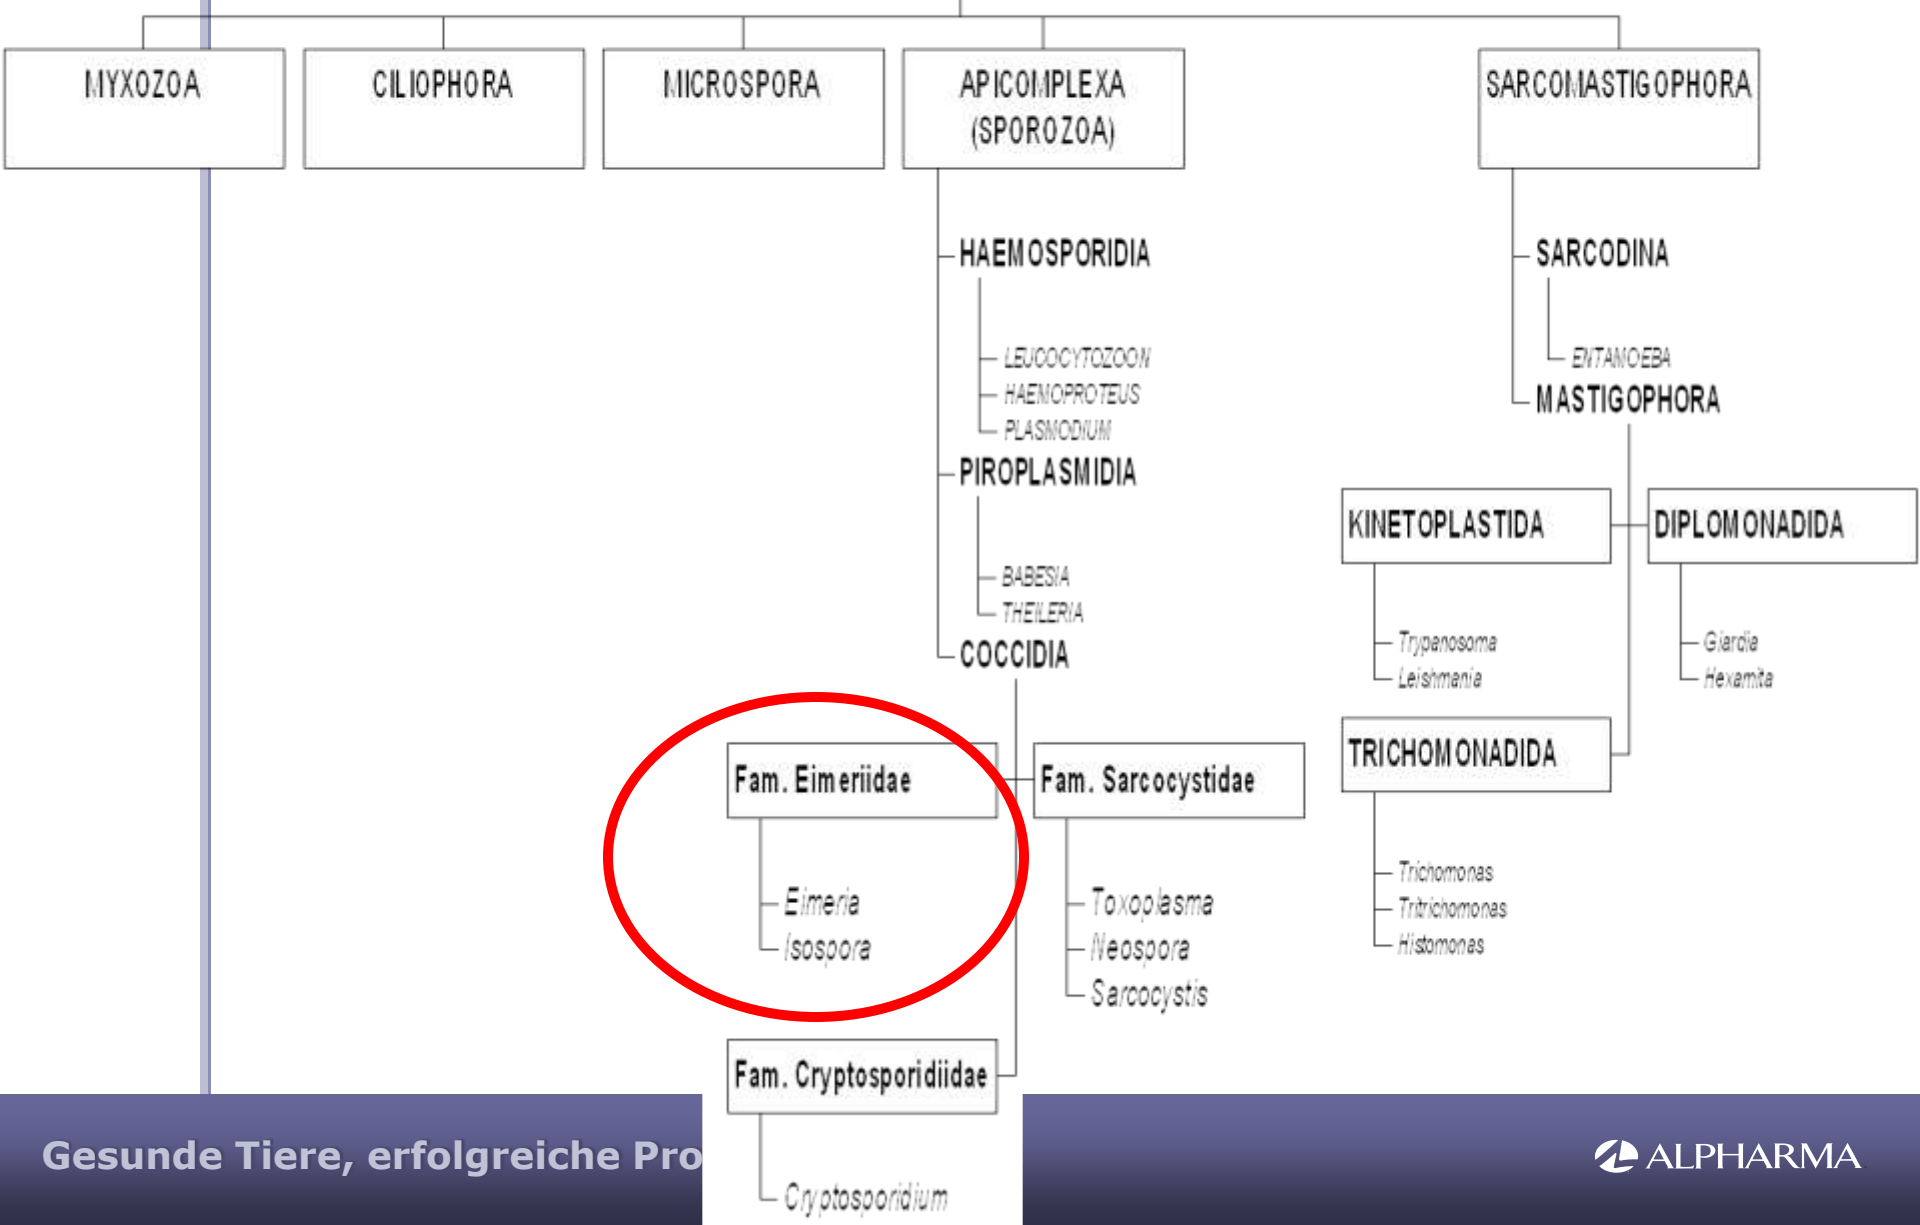 MYXOZOA
CILIOPHORA
MICROSPORA
APICOMPLEXA
(SPOROZOA)
SARCOMASTIGOPHORA
HAEMOSPORIDIA
LEUCOCYTOZOON
HAEMOPROTEUS
PLASMODIUM
PIROPLASMIDIA
BABESIA
THEILERIA
COCCIDIA
Fam. Eimeriidae
Eimeria
Isospora
Fam. Sarcocystidae
Toxoplasma
Neospora
Sarcocystis
Fam. Cryptosporidiidae
Cryptosporidium
SARCODINA
ENTAMOEBA
MASTIGOPHORA
KINETOPLASTIDA
Trypanosoma
Leishmania
DIPLOMONADIDA
Giardia
Hexamita
TRICHOMONADIDA
Trichomonas
Tritrichomonas
Histomonas
Gesunde Tiere, erfolgreiche Pro
ALPHARMA